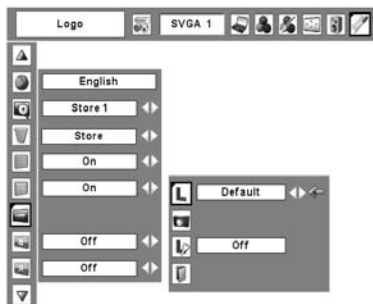 Logo
SVGA 1
English
Store 1
Store
On
On
Default
Off
Off
Off